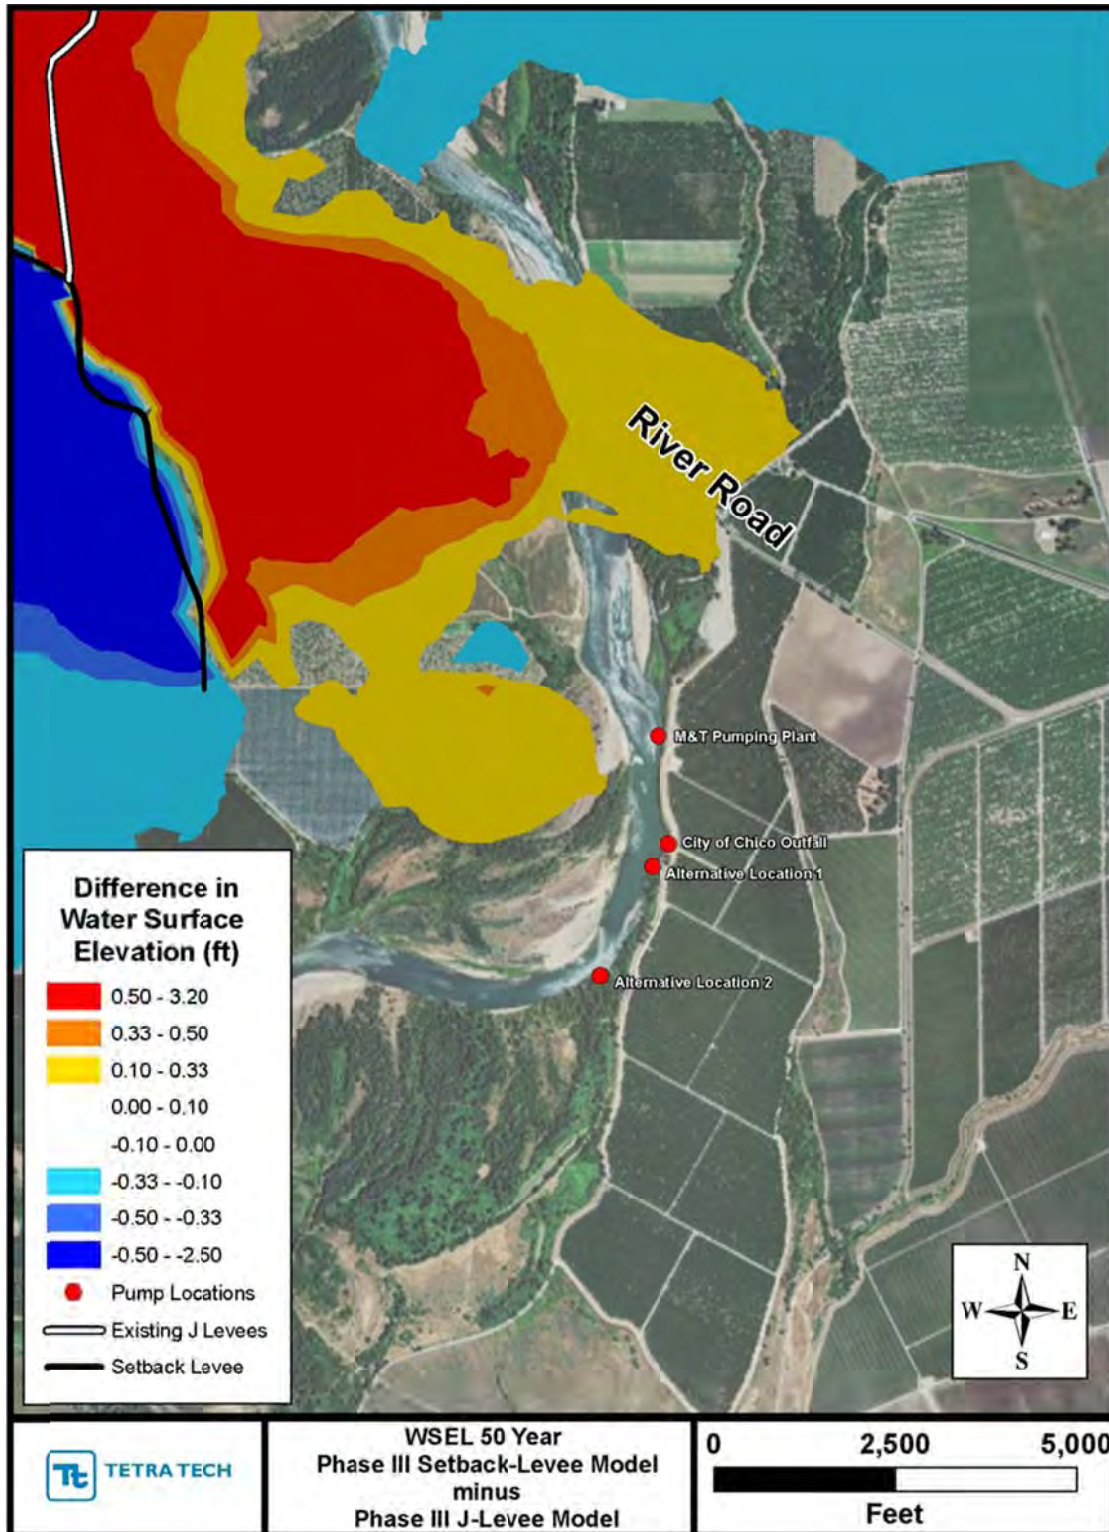 River Road
M&T Pumping Plant
City of Chico Outfall
Alternative Location 1
Alternative Location 2
Difference in
Water Surface
Elevation (ft)
0.50 - 3.20
0.33 - 0.50
0.10 - 0.33
0.00 - 0.10
-0.10 - 0.00
-0.33 - -0.10
-0.50 - -0.33
-0.50 - -2.50
Pump Locations
Existing J Levees
Setback Levee
N
W E
S
Tt TETRA TECH
WSEL 50 Year
Phase III Setback-Levee Model
minus
Phase III J-Levee Model
0 2,500 5,000
Feet